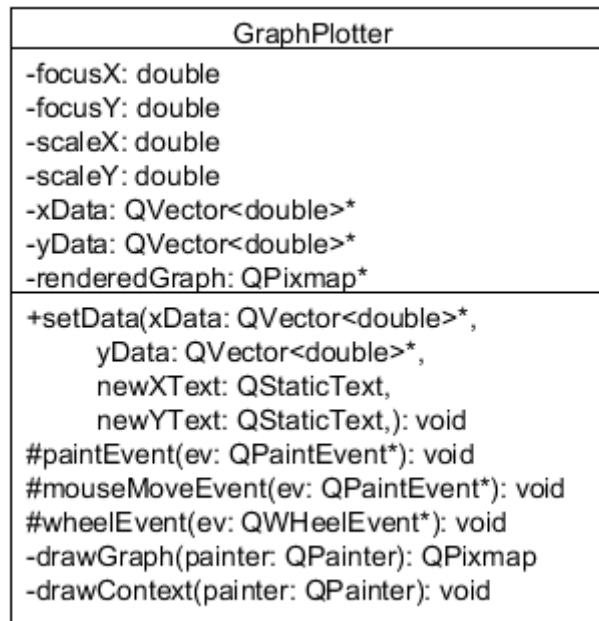 GraphPlotter
-focusX: double
-focusY: double
-scaleX: double
-scaleY: double
-xData: QVector<double>*
-yData: QVector<double>*
-renderedGraph: QPixmap*
+setData(xData: QVector<double>*,
yData: QVector<double>*,
newXText: QStaticText,
newYText: QStaticText,): void
#paintEvent(ev: QPaintEvent*): void
#mouseMoveEvent(ev: QPaintEvent*): void
#wheelEvent(ev: QWHeelEvent*): void
-drawGraph(painter: QPainter): QPixmap
-drawContext(painter: QPainter): void